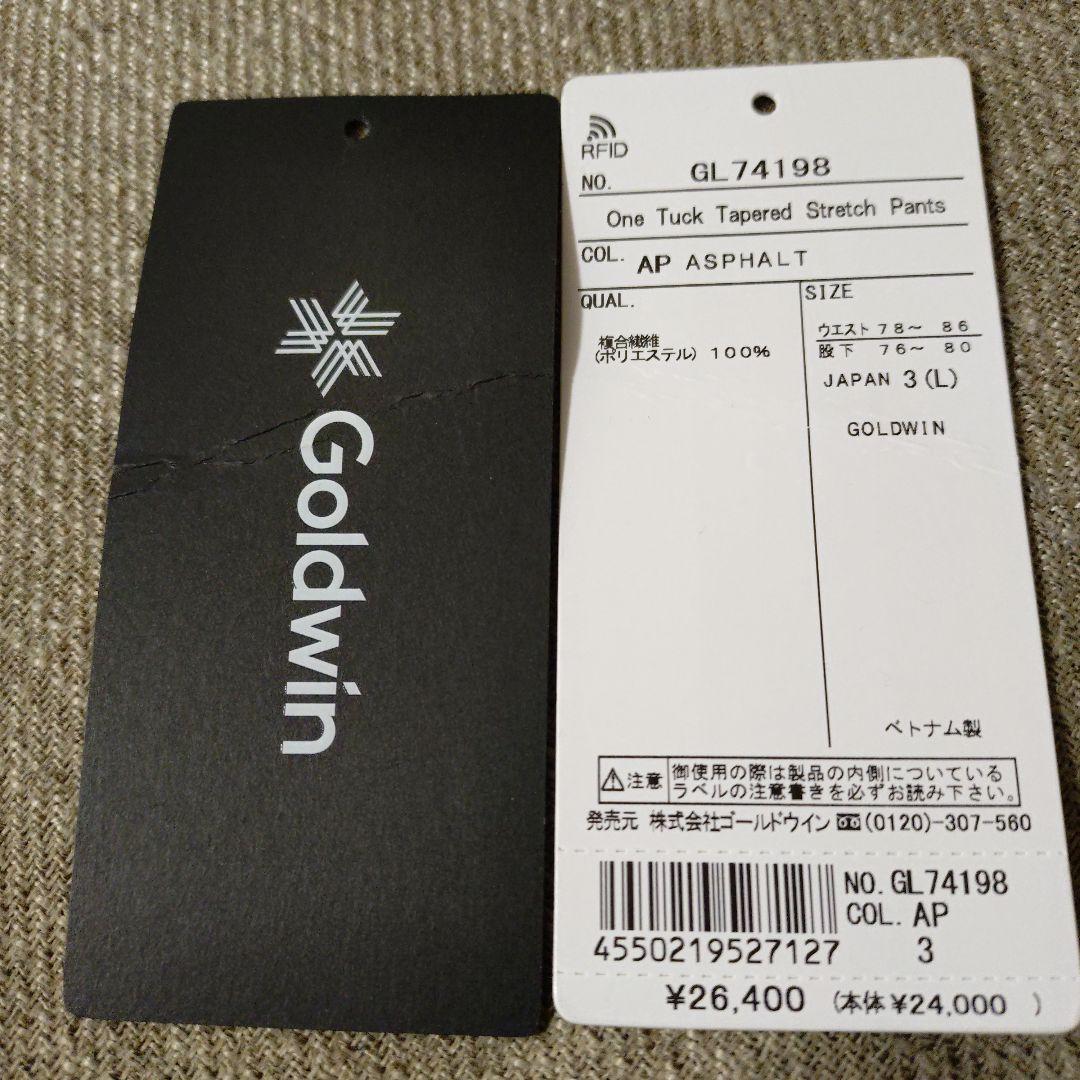 Goldwin
RFID
NO. GL74198
One Tuck Tapered Stretch Pants
COL. AP ASPHALT
QUAL.
複合繊維
(ポリエステル) 100%
SIZE
ウエスト 78～ 86
股下 76～ 80
JAPAN 3(L)
GOLDWIN
ベトナム製
注意 御使用の際は製品の内側についている
ラベルの注意書きを必ずお読み下さい。
発売元 株式会社ゴールドウイン (0120)-307-560
NO. GL74198
COL. AP
3
4550219527127
¥26,400 (本体¥24,000 )